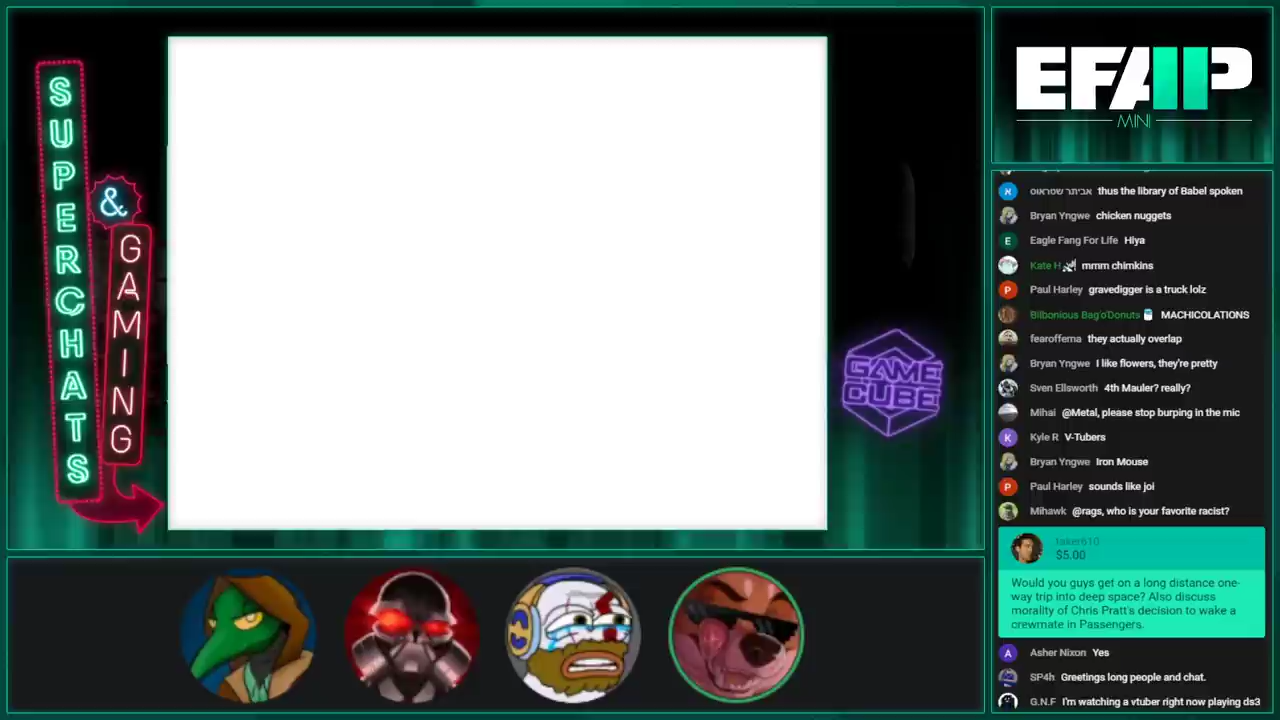 SUPERCHATS
&
GAMING
GAME
CUBE
EFAP
MINI
אביתר שטראוס thus the library of Babel spoken
Bryan Yngwe chicken nuggets
E Eagle Fang For Life Hiya
Kate H mmm chimkins
P Paul Harley gravedigger is a truck lolz
Bilbonious Bag'o'Donuts MACHICOLATIONS
fearoffema they actually overlap
Bryan Yngwe I like flowers, they're pretty
Sven Ellsworth 4th Mauler? really?
Mihai @Metal, please stop burping in the mic
K Kyle R V-Tubers
Bryan Yngwe Iron Mouse
P Paul Harley sounds like joi
Mihawk @rags, who is your favorite racist?
taker610
$5.00
Would you guys get on a long distance one-
way trip into deep space? Also discuss
morality of Chris Pratt's decision to wake a
crewmate in Passengers.
A Asher Nixon Yes
SP4h Greetings long people and chat.
G.N.F I'm watching a vtuber right now playing ds3